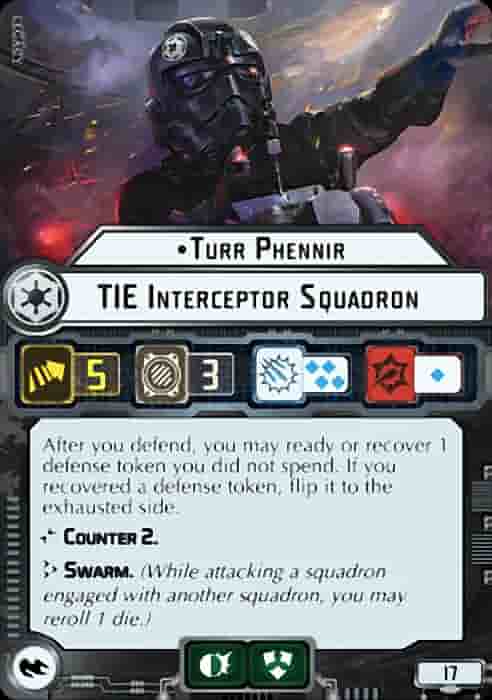 LEGACY
•Turr Phennir
TIE Interceptor Squadron
5
3
After you defend, you may ready or recover 1
defense token you did not spend. If you
recovered a defense token, flip it to the
exhausted side.
Counter 2.
Swarm. (While attacking a squadron
engaged with another squadron, you may
reroll 1 die.)
17